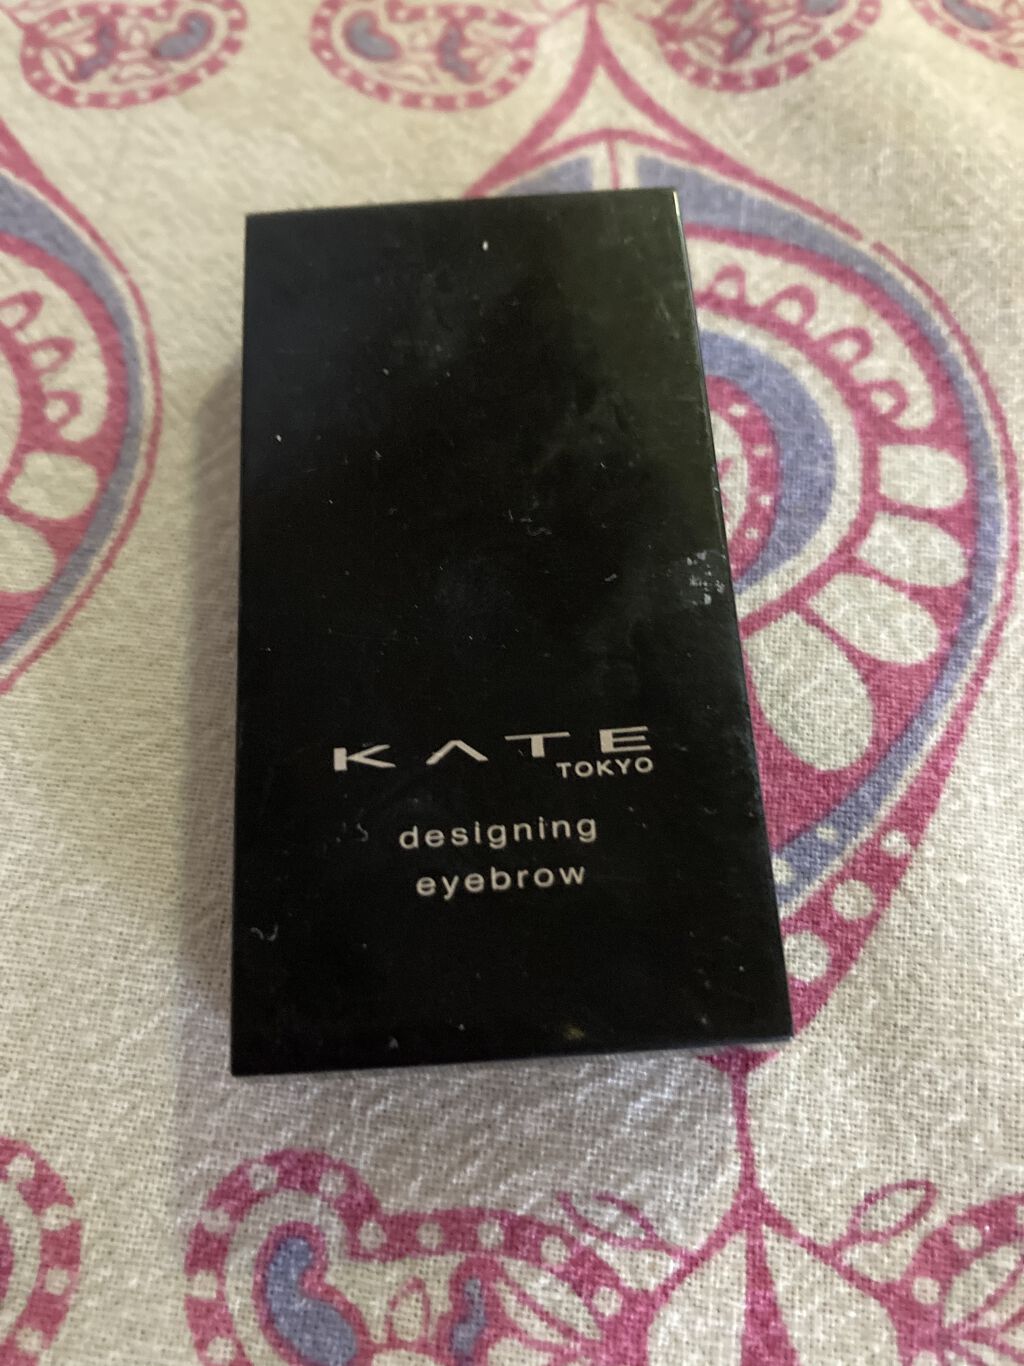 KATE
TOKYO
designing
eyebrow